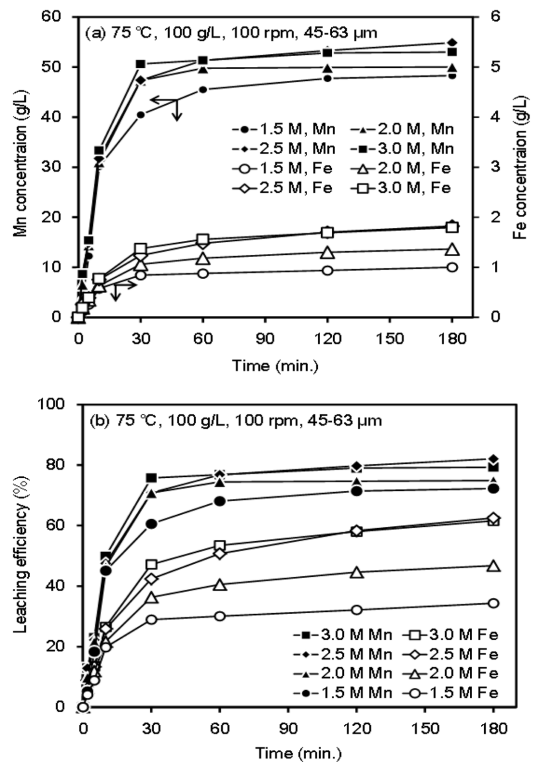 (a) 75 ℃, 100 g/L, 100 rpm, 45-63 µm
Mn concentraion (g/L)
60
50
40
30
20
10
0
Fe concentraion (g/L)
6
5
4
3
2
1
0
1.5 M, Mn 2.0 M, Mn
2.5 M, Mn 3.0 M, Mn
1.5 M, Fe 2.0 M, Fe
2.5 M, Fe 3.0 M, Fe
0 30 60 90 120 150 180
Time (min.)
(b) 75 ℃, 100 g/L, 100 rpm, 45-63 µm
Leaching efficiency (%)
100
80
60
40
20
0
3.0 M Mn 3.0 M Fe
2.5 M Mn 2.5 M Fe
2.0 M Mn 2.0 M Fe
1.5 M Mn 1.5 M Fe
0 30 60 90 120 150 180
Time (min.)